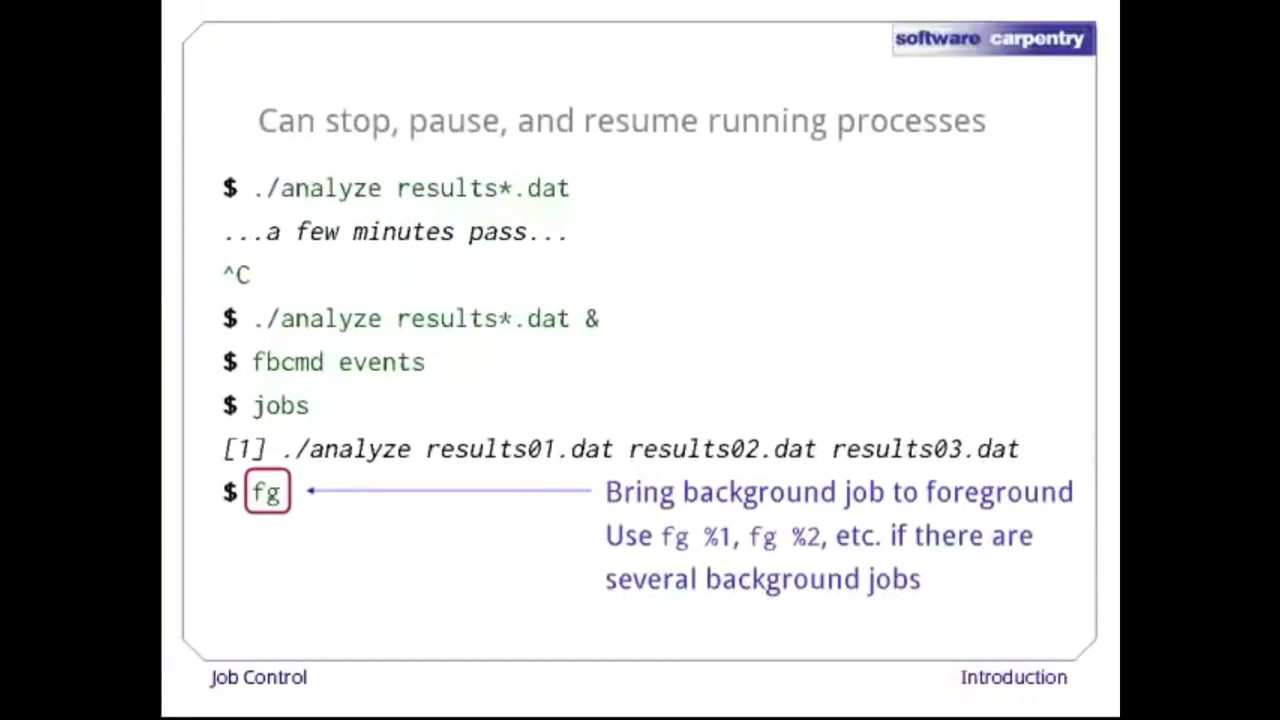 software carpentry
Can stop, pause, and resume running processes
$ ./analyze results*.dat
...a few minutes pass...
^C
$ ./analyze results*.dat &
$ fbcmd events
$ jobs
[1] ./analyze results01.dat results02.dat results03.dat
$ fg
Bring background job to foreground
Use fg %1, fg %2, etc. if there are
several background jobs
Job Control
Introduction